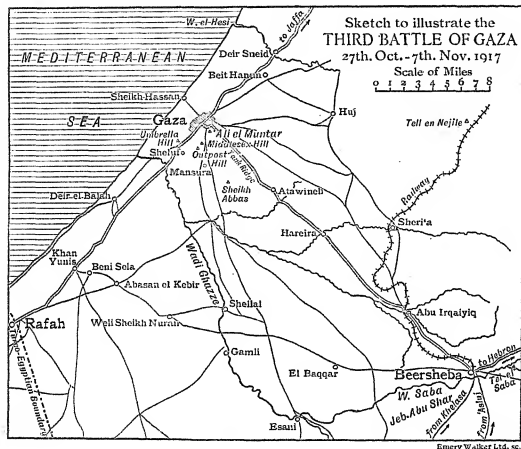 Sketch to illustrate the
THIRD BATTLE OF GAZA
27th. Oct.-7th. Nov. 1917
Scale of Miles
0 1 2 3 4 5 6 7 8
W. el-Hesi
to Jaffa
MEDITERRANEAN
SEA
Deir Sneid
Beit Hanun
Sheikh Hassan
Gaza
Huj
Tell en Nejile
Umbrella
Hill
Ali el Muntar
Middlesex Hill
Sheluf
Outpost
Hill
Tank Ridge
Mansura
Sheikh
Abbas
Atawineh
Railway
Deir-el-Balah
Hareira
Sheri'a
Khan
Yunis
Beni Sela
Wadi Ghazze
Abasan el Kebir
Shellal
Abu Irqaiyiq
Rafah
Well Sheikh Nuran
Turco-Egyptian Boundary
Gamli
El Baqqar
Beersheba
to Hebron
Tel el
Saba
W. Saba
Jeb. Abu Shar
from Khelasa
from Asluj
Esani
Emery Walker Ltd. sc.